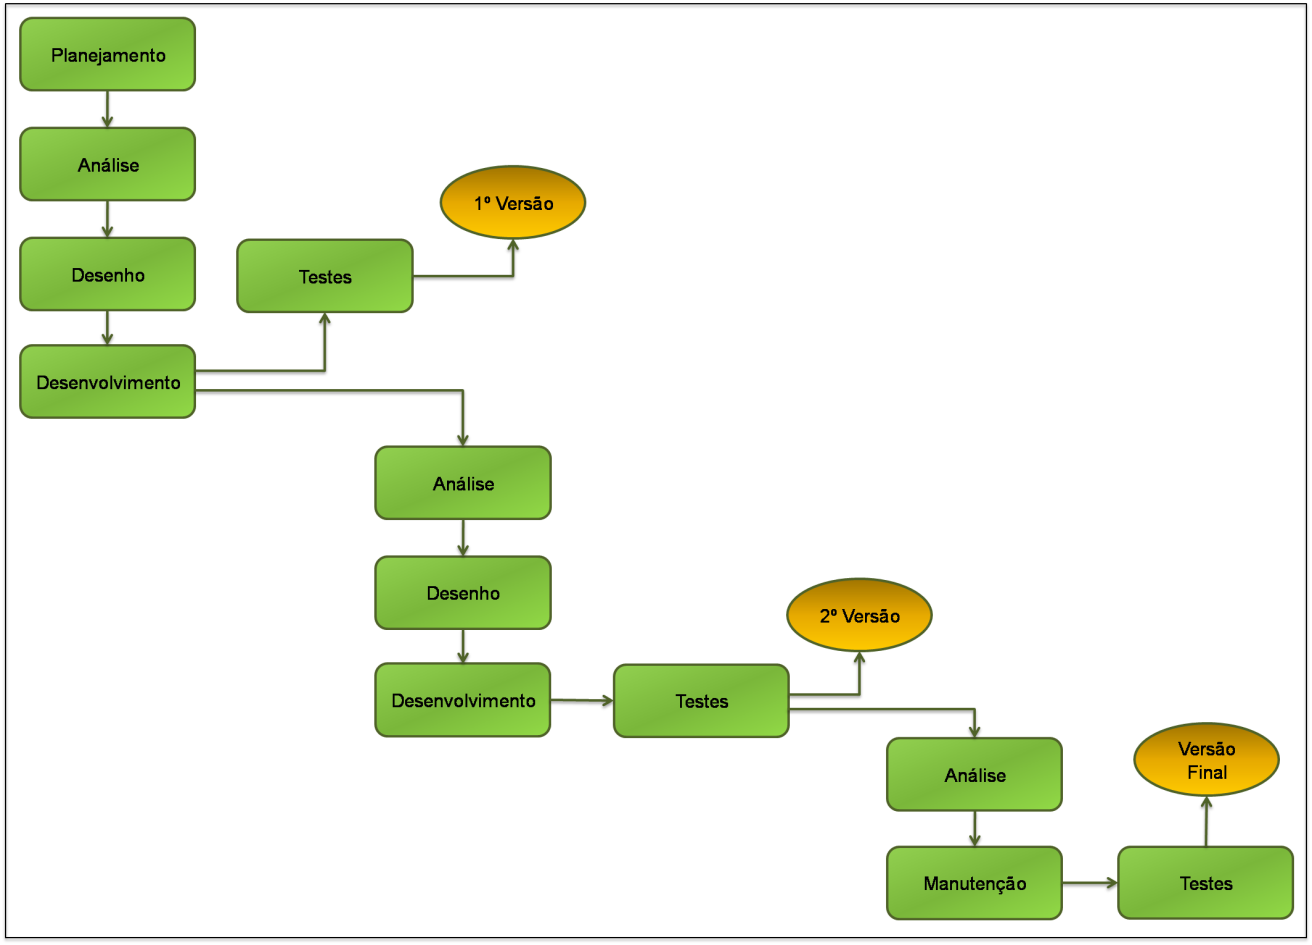 Planejamento
Análise
Desenho
Desenvolvimento
Testes
1º Versão
Análise
Desenho
Desenvolvimento
Testes
2º Versão
Análise
Manutenção
Testes
Versão
Final